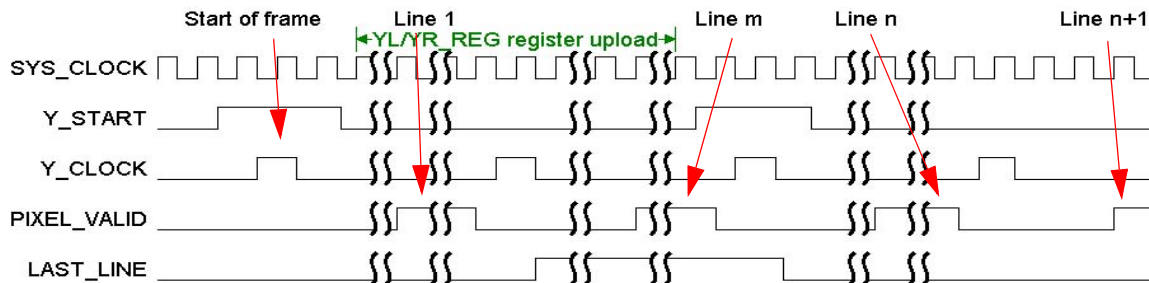 Start of frame Line 1 Line m Line n Line n+1
YL/YR_REG register upload
SYS_CLOCK
Y_START
Y_CLOCK
PIXEL_VALID
LAST_LINE